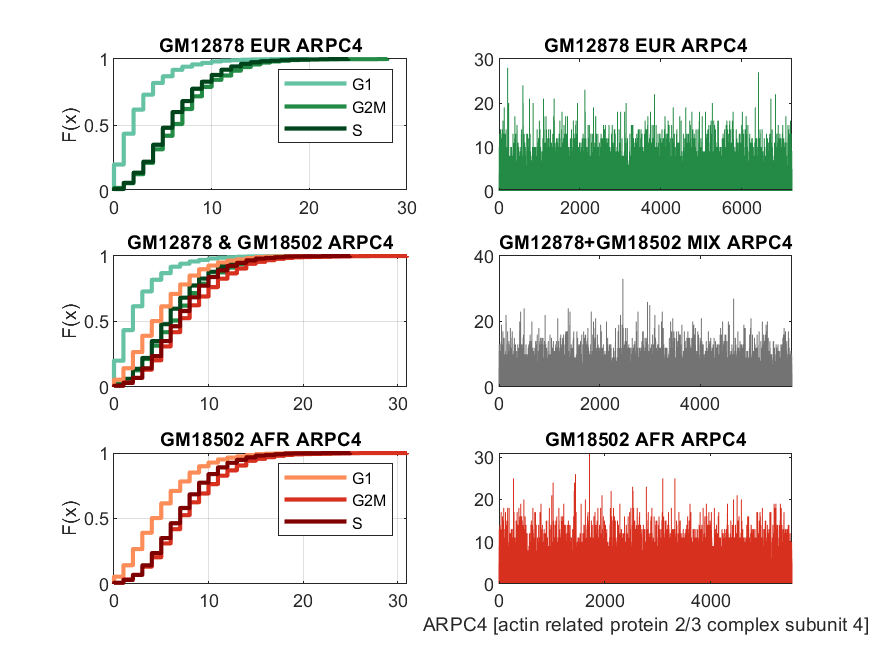 GM12878 EUR ARPC4
F(x)
1
0.5
0
0 10 20 30
G1
G2M
S
GM12878 EUR ARPC4
30
20
10
0
0 2000 4000 6000
GM12878 & GM18502 ARPC4
F(x)
1
0.5
0
0 10 20 30
GM12878+GM18502 MIX ARPC4
40
20
0
0 2000 4000
GM18502 AFR ARPC4
F(x)
1
0.5
0
0 10 20 30
G1
G2M
S
GM18502 AFR ARPC4
30
20
10
0
0 2000 4000
ARPC4 [actin related protein 2/3 complex subunit 4]